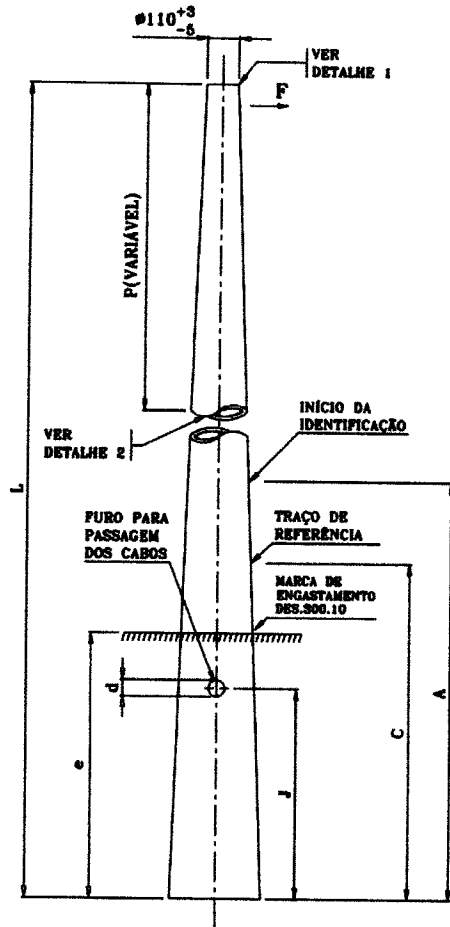 ø110 +3 -5
VER
DETALHE 1
F
P(VARIÁVEL)
L
VER
DETALHE 2
INÍCIO DA
IDENTIFICAÇÃO
FURO PARA
PASSAGEM
DOS CABOS
TRAÇO DE
REFERÊNCIA
MARCA DE
ENGASTAMENTO
DES.300.10
d
e
J
C
A